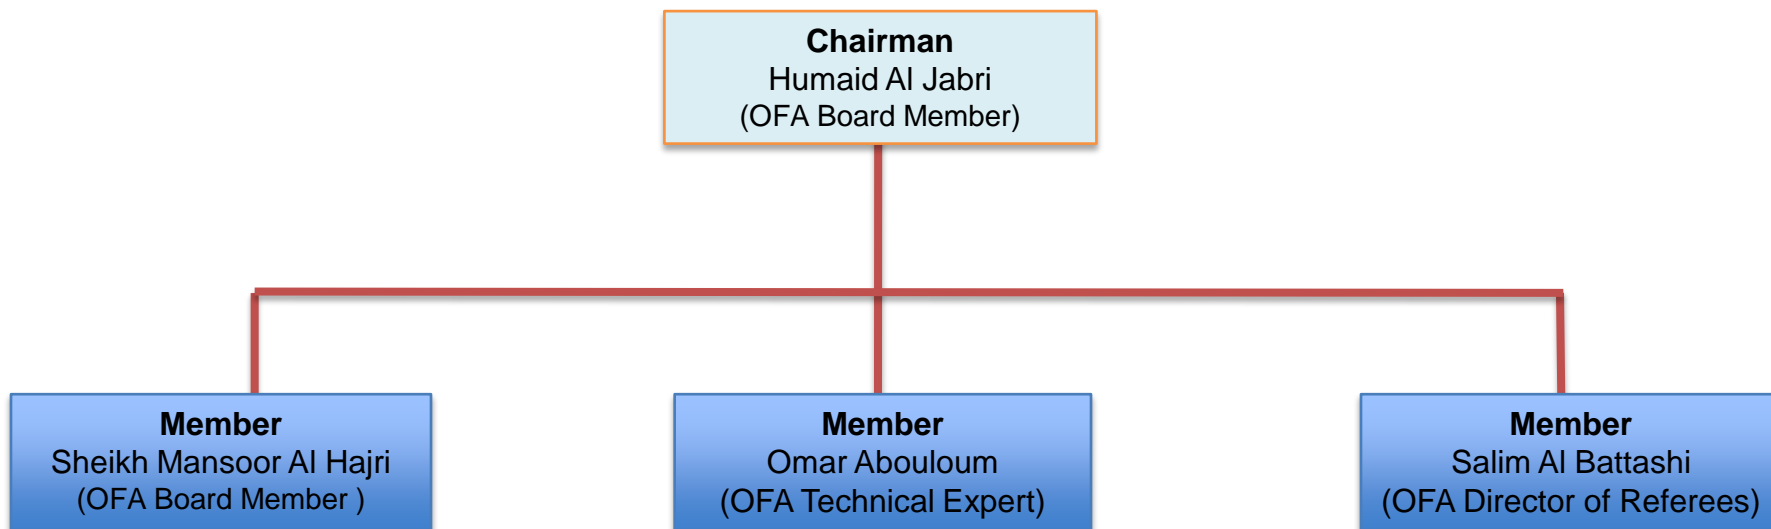 Chairman
Humaid Al Jabri
(OFA Board Member)
Member
Sheikh Mansoor Al Hajri
(OFA Board Member )
Member
Omar Abouloum
(OFA Technical Expert)
Member
Salim Al Battashi
(OFA Director of Referees)